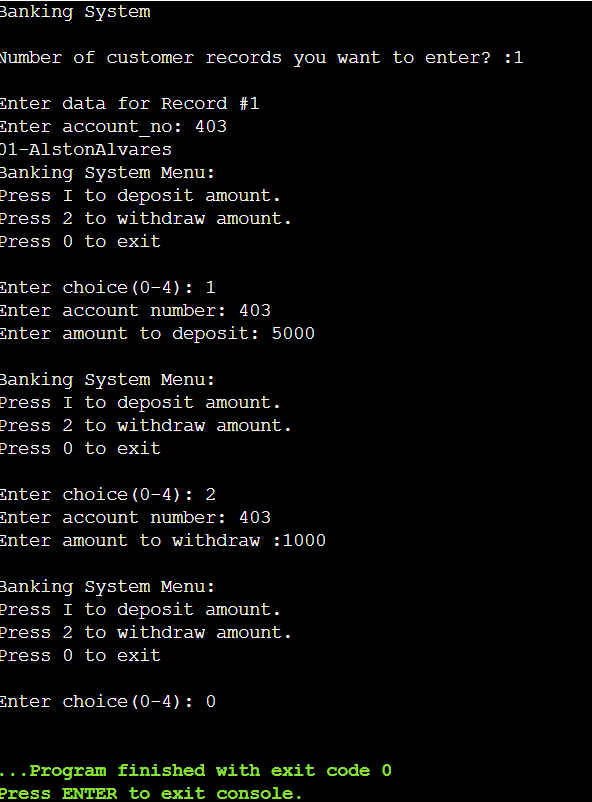 Banking System
Number of customer records you want to enter? :1
Enter data for Record #1
Enter account_no: 403
01-AlstonAlvares
Banking System Menu:
Press I to deposit amount.
Press 2 to withdraw amount.
Press 0 to exit
Enter choice(0-4): 1
Enter account number: 403
Enter amount to deposit: 5000
Banking System Menu:
Press I to deposit amount.
Press 2 to withdraw amount.
Press 0 to exit
Enter choice(0-4): 2
Enter account number: 403
Enter amount to withdraw :1000
Banking System Menu:
Press I to deposit amount.
Press 2 to withdraw amount.
Press 0 to exit
Enter choice(0-4): 0
...Program finished with exit code 0
Press ENTER to exit console.